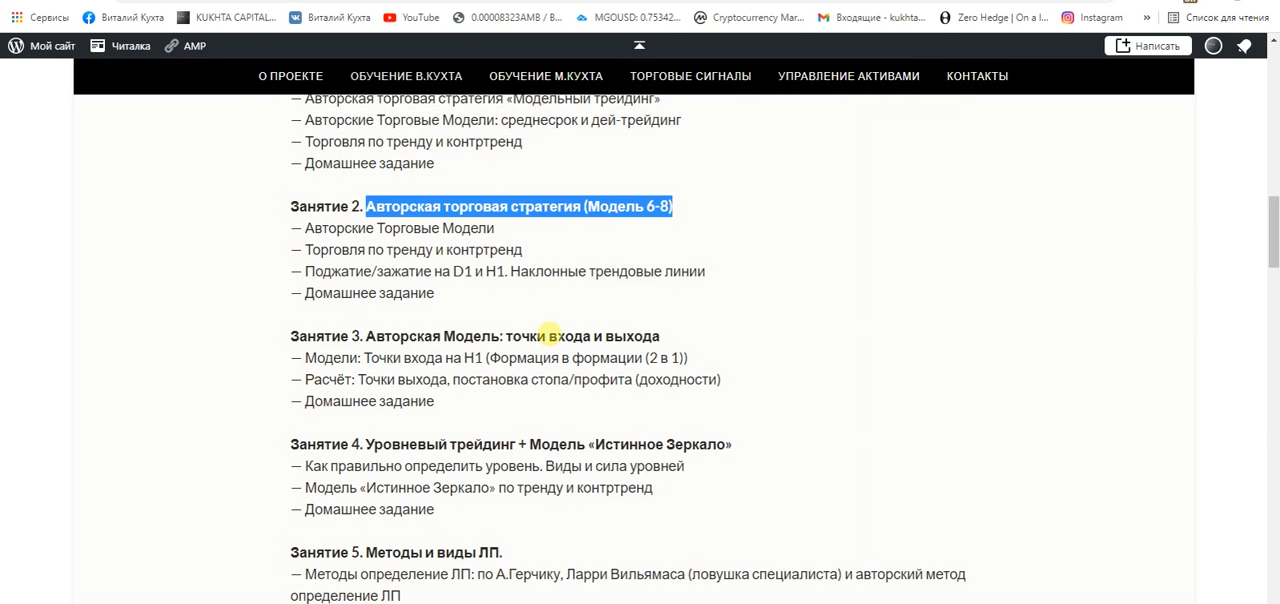 Сервисы Виталий Кухта KUKHTA CAPITAL... Виталий Кухта YouTube 0.00008323AMB / B... MGOUSD: 0.75342... Cryptocurrency Mar... Входящие - kukhta... Zero Hedge | On a l... Instagram » Список для чтения
Мой сайт Читалка AMP Написать
О ПРОЕКТЕ ОБУЧЕНИЕ В.КУХТА ОБУЧЕНИЕ М.КУХТА ТОРГОВЫЕ СИГНАЛЫ УПРАВЛЕНИЕ АКТИВАМИ КОНТАКТЫ
— Авторская торговая стратегия «Модельный трейдинг»
— Авторские Торговые Модели: среднесрок и дей-трейдинг
— Торговля по тренду и контртренд
— Домашнее задание
Занятие 2. Авторская торговая стратегия (Модель 6-8)
— Авторские Торговые Модели
— Торговля по тренду и контртренд
— Поджатие/зажатие на D1 и H1. Наклонные трендовые линии
— Домашнее задание
Занятие 3. Авторская Модель: точки входа и выхода
— Модели: Точки входа на H1 (Формация в формации (2 в 1))
— Расчёт: Точки выхода, постановка стопа/профита (доходности)
— Домашнее задание
Занятие 4. Уровневый трейдинг + Модель «Истинное Зеркало»
— Как правильно определить уровень. Виды и сила уровней
— Модель «Истинное Зеркало» по тренду и контртренд
— Домашнее задание
Занятие 5. Методы и виды ЛП.
— Методы определение ЛП: по А.Герчику, Ларри Вильямаса (ловушка специалиста) и авторский метод
определение ЛП